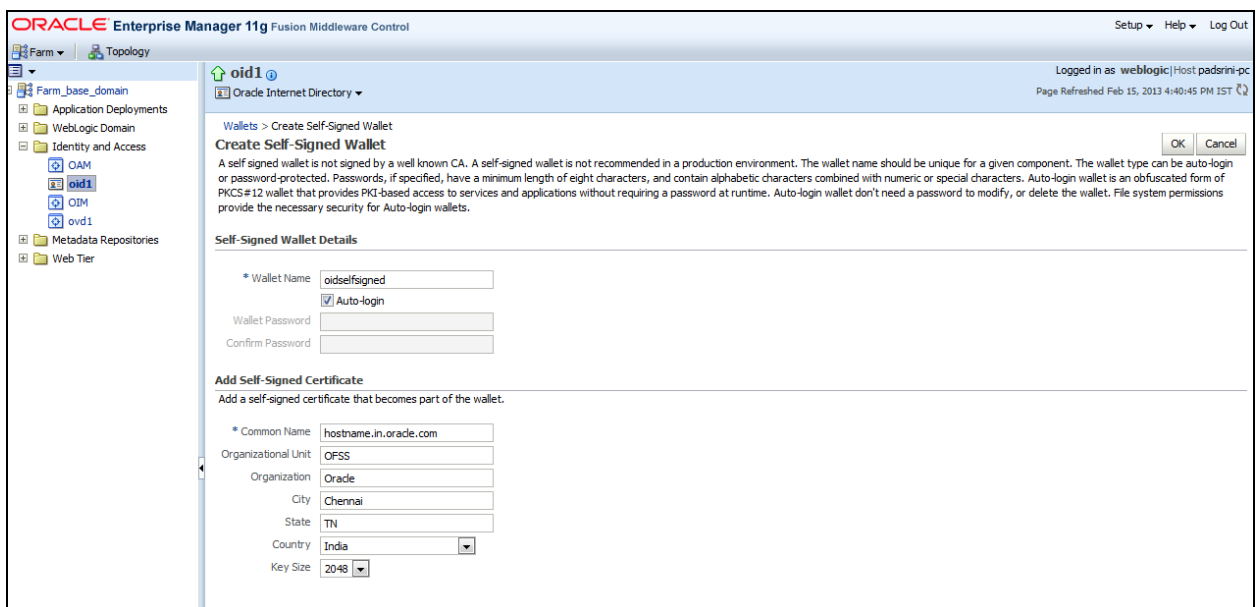 ORACLE Enterprise Manager 11g Fusion Middleware Control
Setup Help Log Out
Farm Topology
Farm_base_domain
Application Deployments
WebLogic Domain
Identity and Access
OAM
oid1
OIM
ovd1
Metadata Repositories
Web Tier
oid1
Logged in as weblogic|Host padsrini-pc
Oracle Internet Directory
Page Refreshed Feb 15, 2013 4:40:45 PM IST
Wallets > Create Self-Signed Wallet
Create Self-Signed Wallet
OK Cancel
A self signed wallet is not signed by a well known CA. A self-signed wallet is not recommended in a production environment. The wallet name should be unique for a given component. The wallet type can be auto-login
or password-protected. Passwords, if specified, have a minimum length of eight characters, and contain alphabetic characters combined with numeric or special characters. Auto-login wallet is an obfuscated form of
PKCS#12 wallet that provides PKI-based access to services and applications without requiring a password at runtime. Auto-login wallet don't need a password to modify, or delete the wallet. File system permissions
provide the necessary security for Auto-login wallets.
Self-Signed Wallet Details
* Wallet Name oidselfsigned
Auto-login
Wallet Password
Confirm Password
Add Self-Signed Certificate
Add a self-signed certificate that becomes part of the wallet.
* Common Name hostname.in.oracle.com
Organizational Unit OFSS
Organization Oracle
City Chennai
State TN
Country India
Key Size 2048